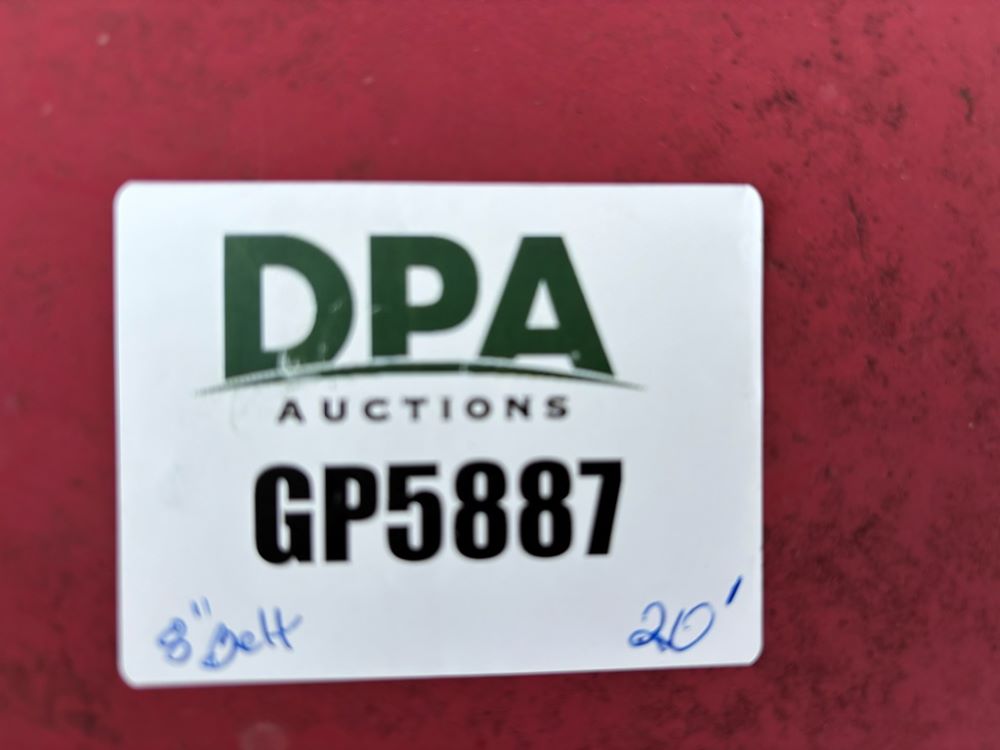 DPA
AUCTIONS
GP5887
8" Belt 20'